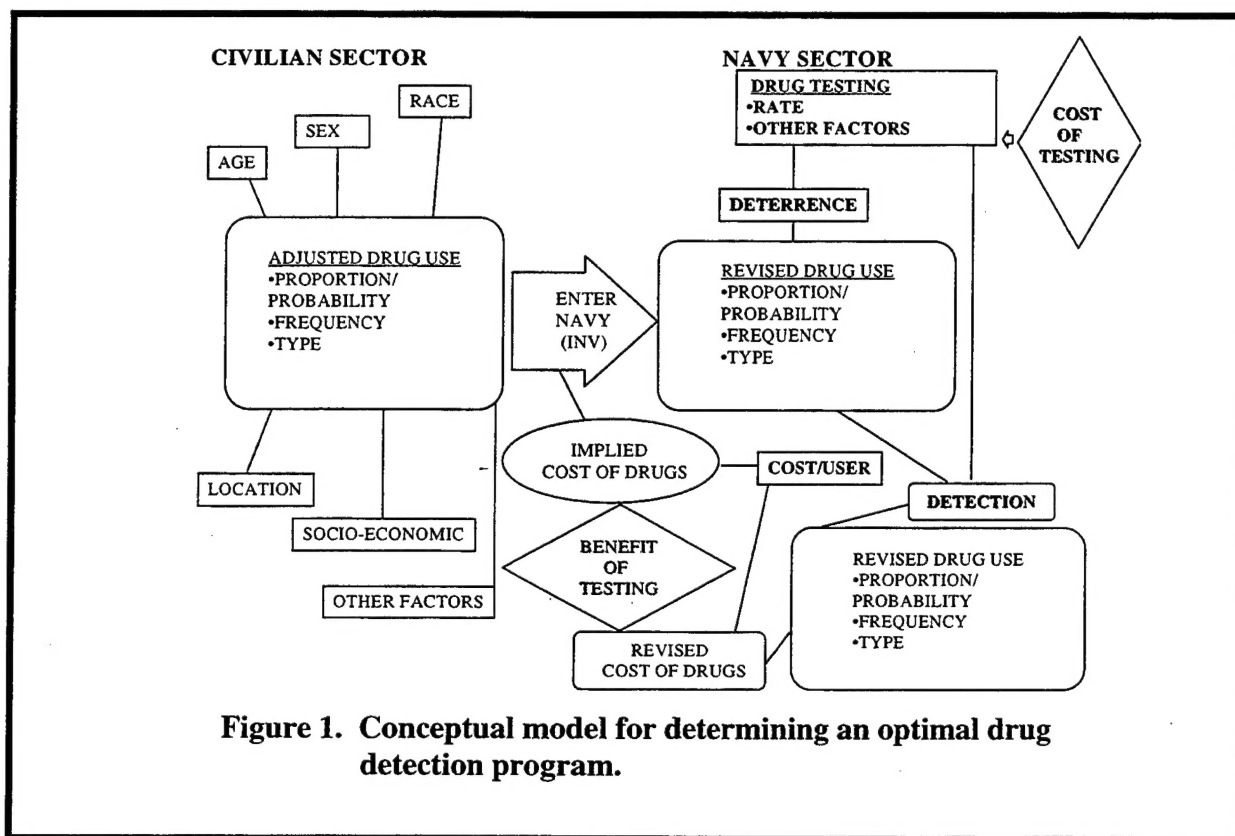 CIVILIAN SECTOR
NAVY SECTOR
RACE
SEX
AGE
DRUG TESTING
•RATE
•OTHER FACTORS
COST
OF
TESTING
DETERRENCE
ADJUSTED DRUG USE
•PROPORTION/
PROBABILITY
•FREQUENCY
•TYPE
ENTER
NAVY
(INV)
REVISED DRUG USE
•PROPORTION/
PROBABILITY
•FREQUENCY
•TYPE
IMPLIED
COST OF DRUGS
COST/USER
LOCATION
DETECTION
SOCIO-ECONOMIC
BENEFIT
OF
TESTING
OTHER FACTORS
REVISED DRUG USE
•PROPORTION/
PROBABILITY
•FREQUENCY
•TYPE
REVISED
COST OF DRUGS
Figure 1. Conceptual model for determining an optimal drug
detection program.